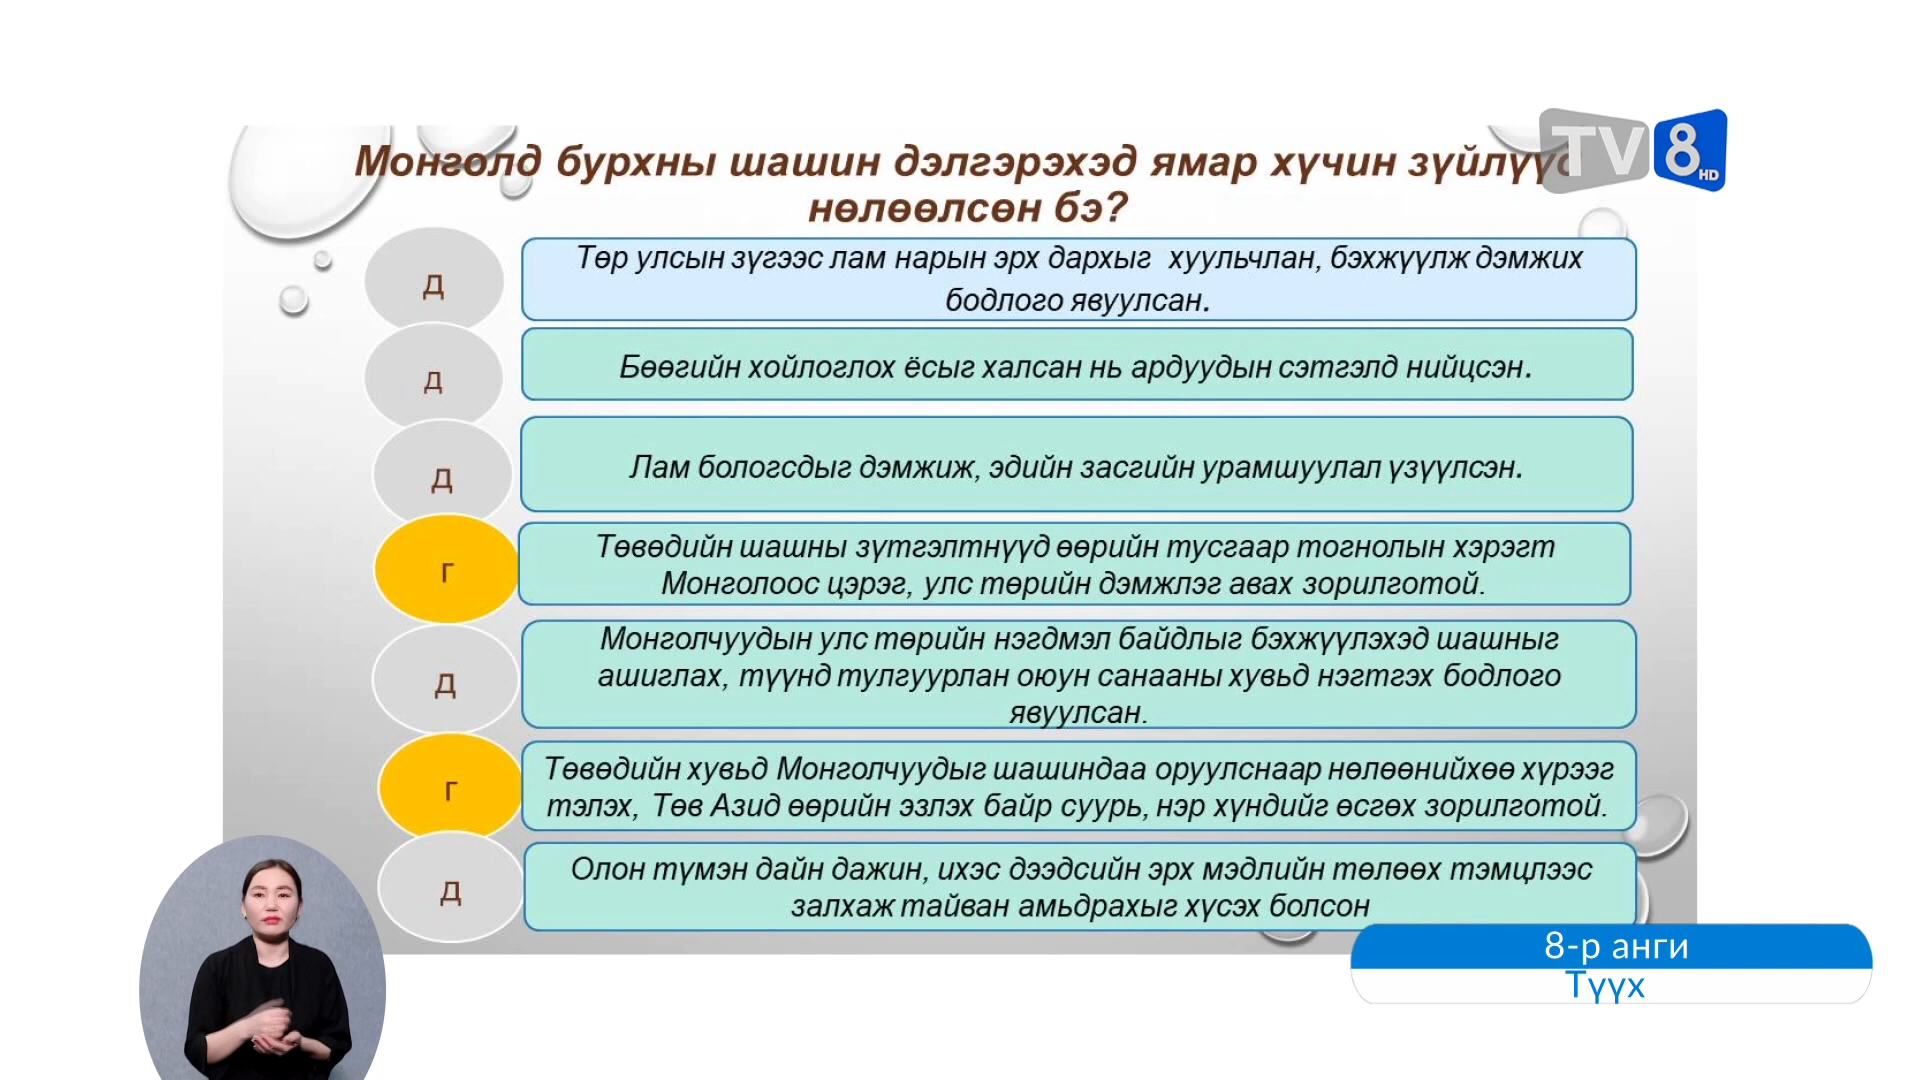 Монголд бурхны шашин дэлгэрэхэд ямар хүчин зүйлүүд
нөлөөлсөн бэ?
TV8 HD
д
Төр улсын зүгээс лам нарын эрх дархыг хуульчлан, бэхжүүлж дэмжих
бодлого явуулсан.
д
Бөөгийн хойлоглох ёсыг халсан нь ардуудын сэтгэлд нийцсэн.
д
Лам бологсдыг дэмжиж, эдийн засгийн урамшуулал үзүүлсэн.
г
Төвөдийн шашны зүтгэлтнүүд өөрийн тусгаар тогнолын хэрэгт
Монголоос цэрэг, улс төрийн дэмжлэг авах зорилготой.
д
Монголчуудын улс төрийн нэгдмэл байдлыг бэхжүүлэхэд шашныг
ашиглах, түүнд тулгуурлан оюун санааны хувьд нэгтгэх бодлого
явуулсан.
г
Төвөдийн хувьд Монголчуудыг шашиндаа оруулснаар нөлөөнийхөө хүрээг
тэлэх, Төв Азид өөрийн эзлэх байр суурь, нэр хүндийг өсгөх зорилготой.
д
Олон түмэн дайн дажин, ихэс дээдсийн эрх мэдлийн төлөөх тэмцлээс
залхаж тайван амьдрахыг хүсэх болсон
8-р анги
Түүх